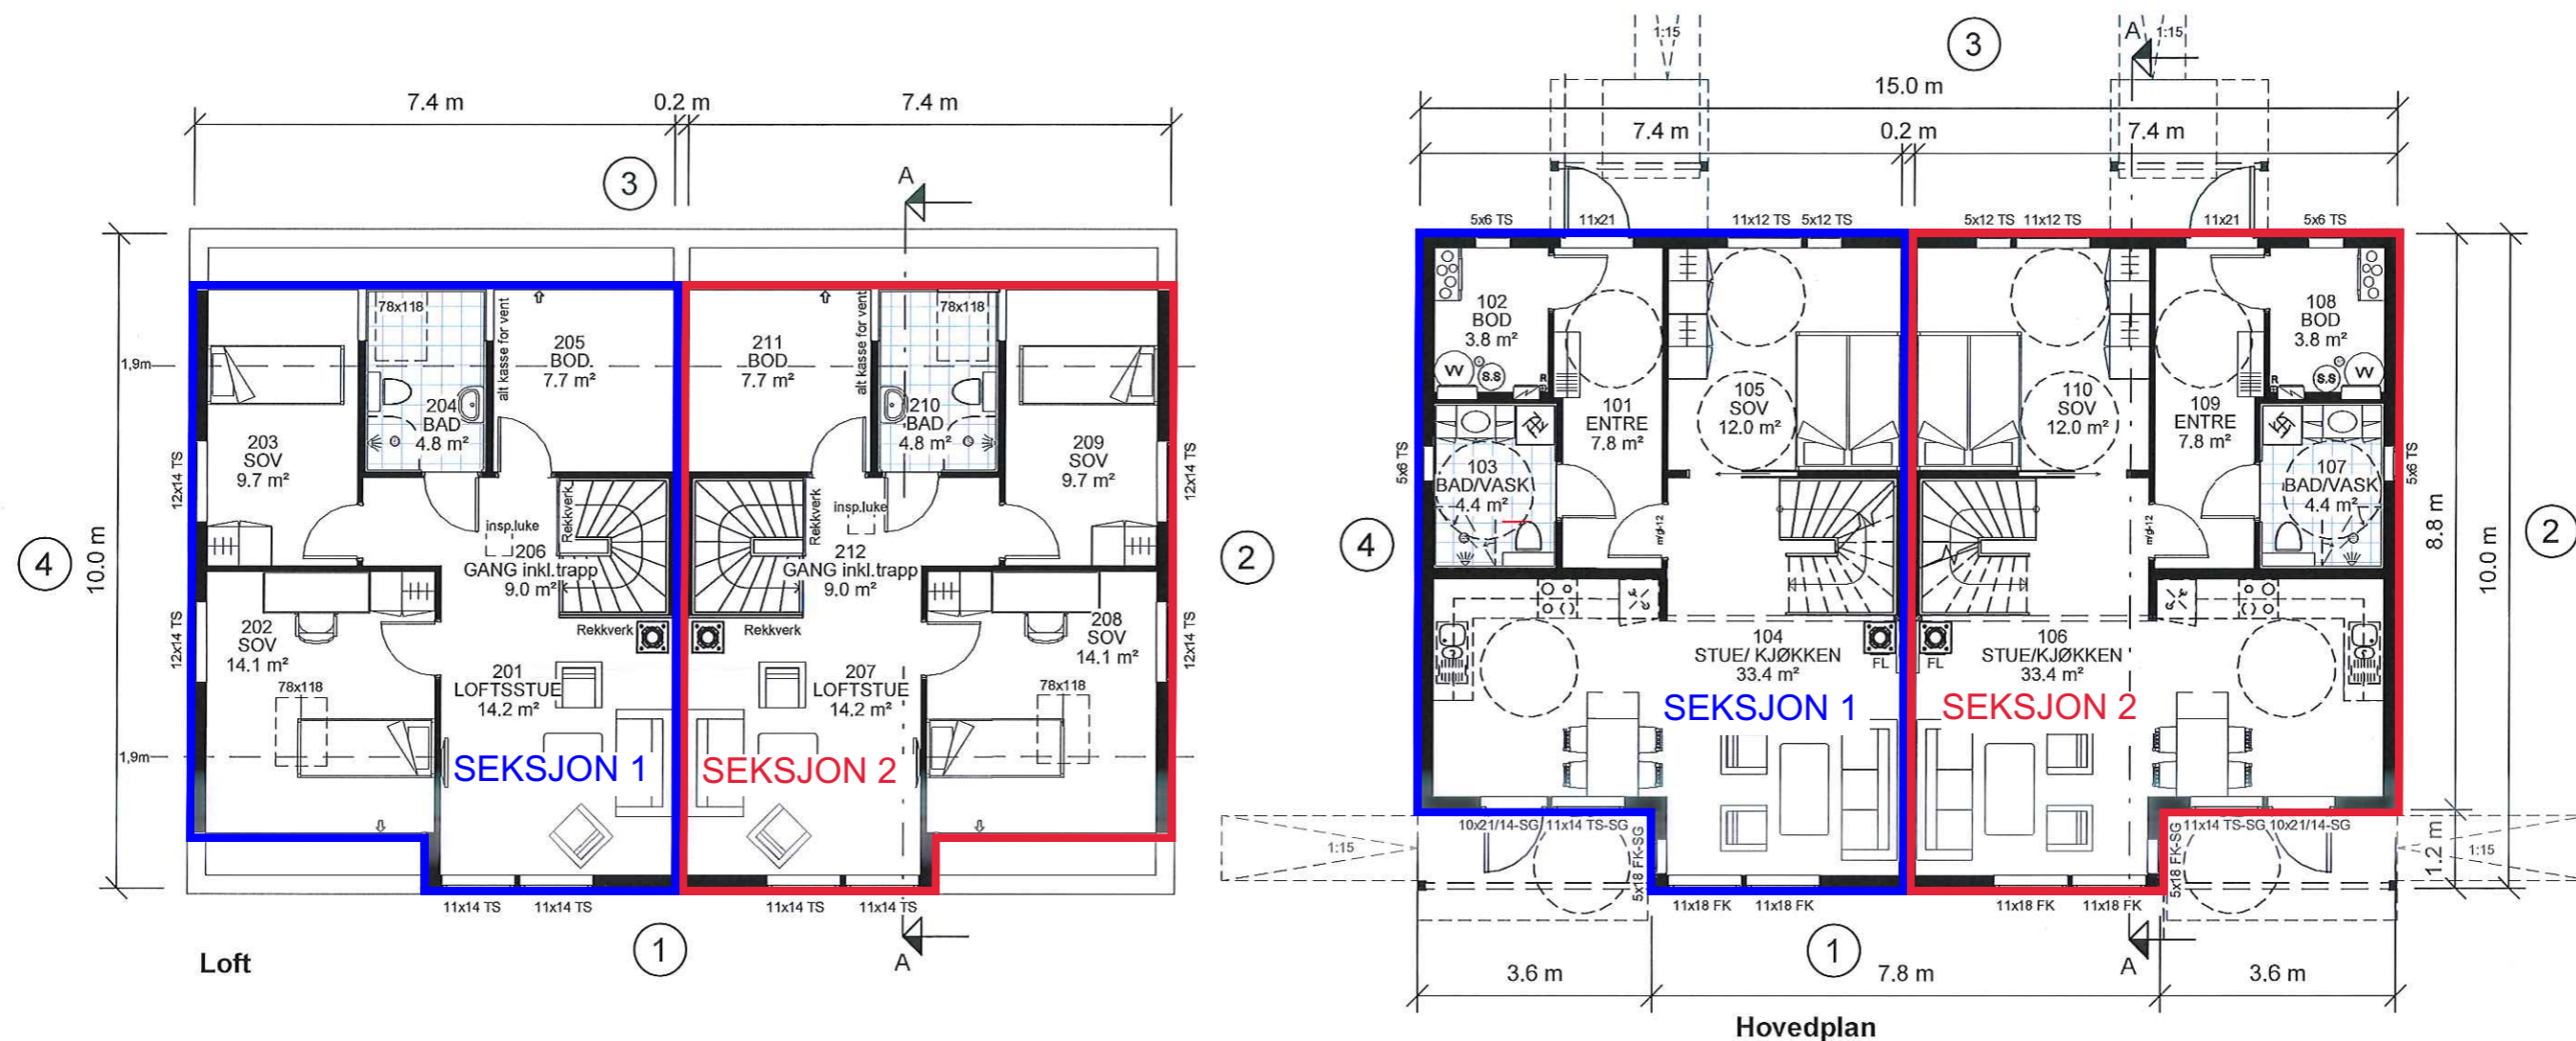 7.4 m
0.2 m
7.4 m
3
A
10.0 m
4
1,9m
1,9m
12x14 TS
12x14 TS
78x118
204
BAD
4.8 m²
alt kasse for vent
205
BOD.
7.7 m²
211
BOD
7.7 m²
alt kasse for vent
78x118
210
BAD
4.8 m²
203
SOV
9.7 m²
209
SOV
9.7 m²
12x14 TS
12x14 TS
insp.luke
Rekkverk
Rekkverk
insp.luke
206
GANG inkl.trapp
9.0 m²
212
GANG inkl.trapp
9.0 m²
202
SOV
14.1 m²
Rekkverk
Rekkverk
208
SOV
14.1 m²
78x118
201
LOFTSSTUE
14.2 m²
207
LOFTSTUE
14.2 m²
78x118
SEKSJON 1
SEKSJON 2
11x14 TS
11x14 TS
11x14 TS
11x14 TS
1
A
2
Loft
1:15
3
A
1:15
15.0 m
7.4 m
0.2 m
7.4 m
5x6 TS
11x21
11x12 TS
5x12 TS
5x12 TS
11x12 TS
11x21
5x6 TS
102
BOD
3.8 m²
108
BOD
3.8 m²
VV
S.S
R
R
S.S
VV
101
ENTRE
7.8 m²
105
SOV
12.0 m²
110
SOV
12.0 m²
109
ENTRE
7.8 m²
5x6 TS
5x6 TS
103
BAD/VASK
4.4 m²
107
BAD/VASK
4.4 m²
4
8.8 m
10.0 m
2
104
STUE/ KJØKKEN
33.4 m²
FL
FL
106
STUE/KJØKKEN
33.4 m²
SEKSJON 1
SEKSJON 2
10x21/14-SG
11x14 TS-SG
5x18 FK-SG
5x18 FK-SG
11x14 TS-SG
10x21/14-SG
1:15
1:15
1.2 m
11x18 FK
11x18 FK
11x18 FK
11x18 FK
1
A
3.6 m
7.8 m
3.6 m
Hovedplan